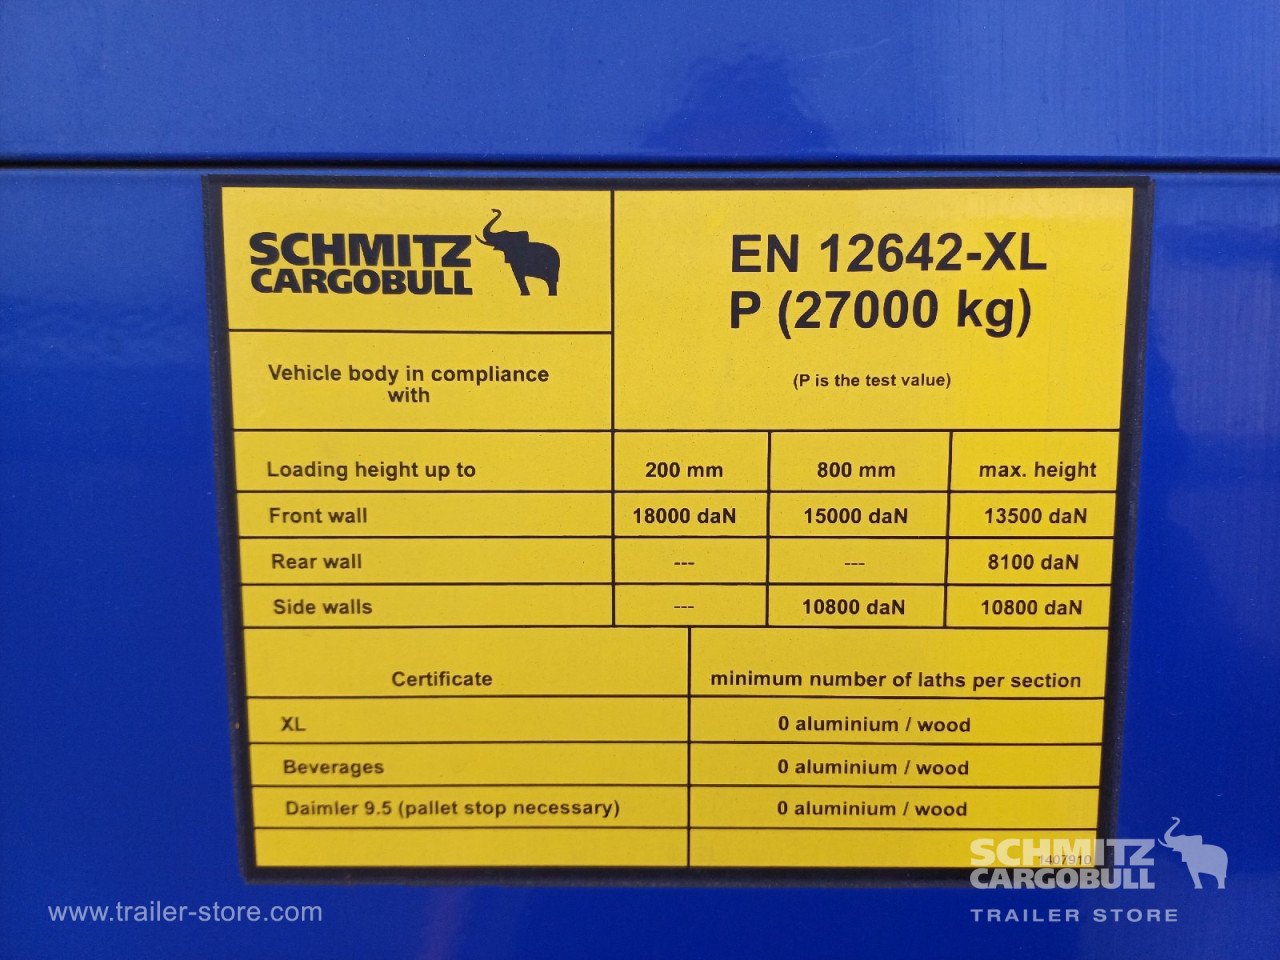 SCHMITZ
CARGOBULL
EN 12642-XL
P (27000 kg)
Vehicle body in compliance
with
(P is the test value)
Loading height up to 200 mm 800 mm max. height
Front wall 18000 daN 15000 daN 13500 daN
Rear wall --- --- 8100 daN
Side walls --- 10800 daN 10800 daN
Certificate minimum number of laths per section
XL 0 aluminium / wood
Beverages 0 aluminium / wood
Daimler 9.5 (pallet stop necessary) 0 aluminium / wood
1407910
SCHMITZ
CARGOBULL
TRAILER STORE
www.trailer-store.com